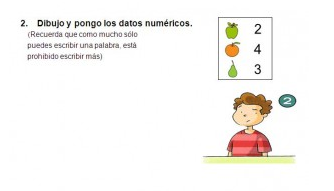 2. Dibujo y pongo los datos numéricos.
(Recuerda que como mucho sólo
puedes escribir una palabra, está
prohibido escribir más)
2
4
3
2